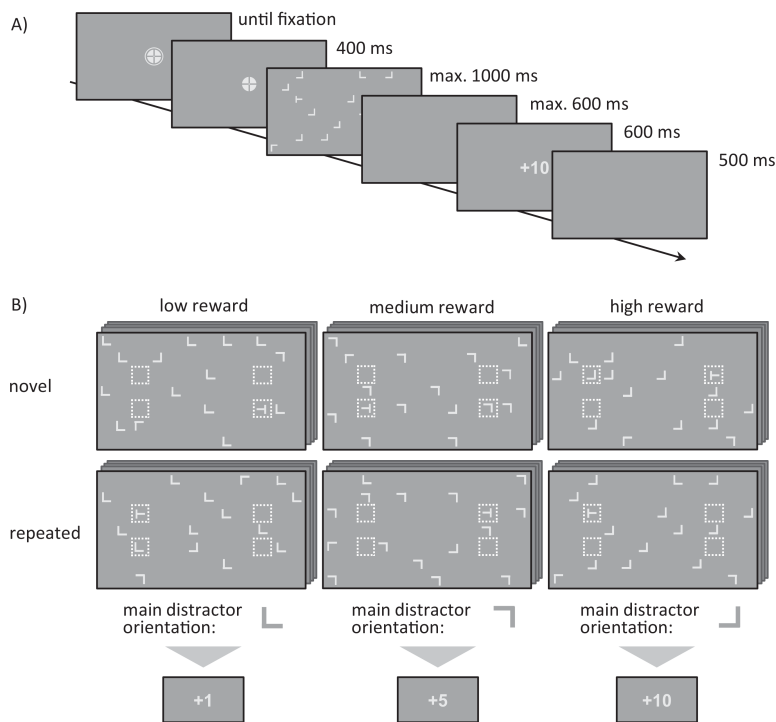 A)
until fixation
400 ms
max. 1000 ms
max. 600 ms
600 ms
+10
500 ms
B)
low reward medium reward high reward
novel
repeated
main distractor main distractor main distractor
orientation: orientation: orientation:
+1 +5 +10